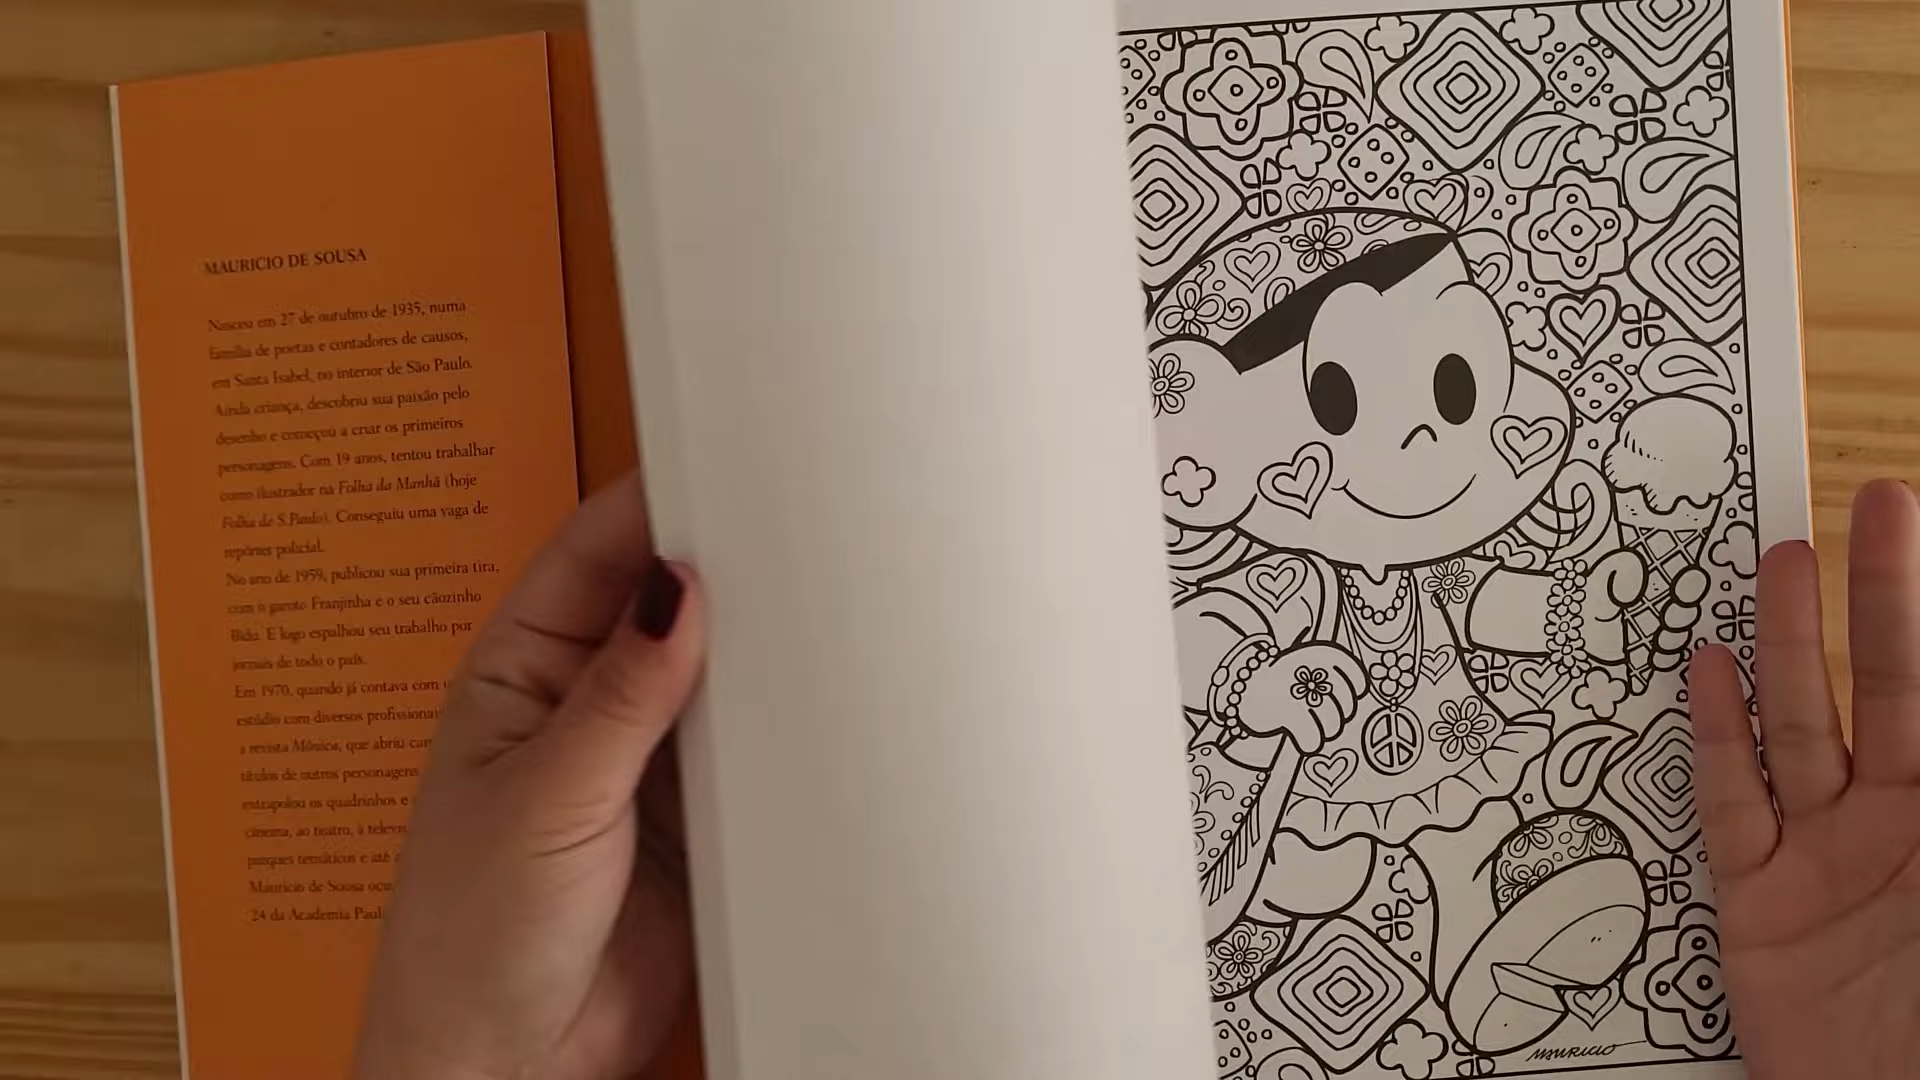 MAURICIO DE SOUSA
Nasceu em 27 de outubro de 1935, numa
família de poetas e contadores de causos,
em Santa Isabel, no interior de São Paulo.
Ainda criança, descobriu sua paixão pelo
desenho e começou a criar os primeiros
personagens. Com 19 anos, tentou trabalhar
como ilustrador na Folha da Manhã (hoje
Folha de S.Paulo). Conseguiu uma vaga de
repórter policial.
No ano de 1959, publicou sua primeira tira,
com o garoto Franjinha e o seu cãozinho
Bidu. E logo espalhou seu trabalho por
jornais de todo o país.
Em 1970, quando já contava com
estúdio com diversos profissionais
a revista Mônica, que abriu
títulos de outros personagens
extrapolou os quadrinhos e
cinema, ao teatro, à
parques temáticos e até
Mauricio de Sousa
24 da Academia
MAURICIO